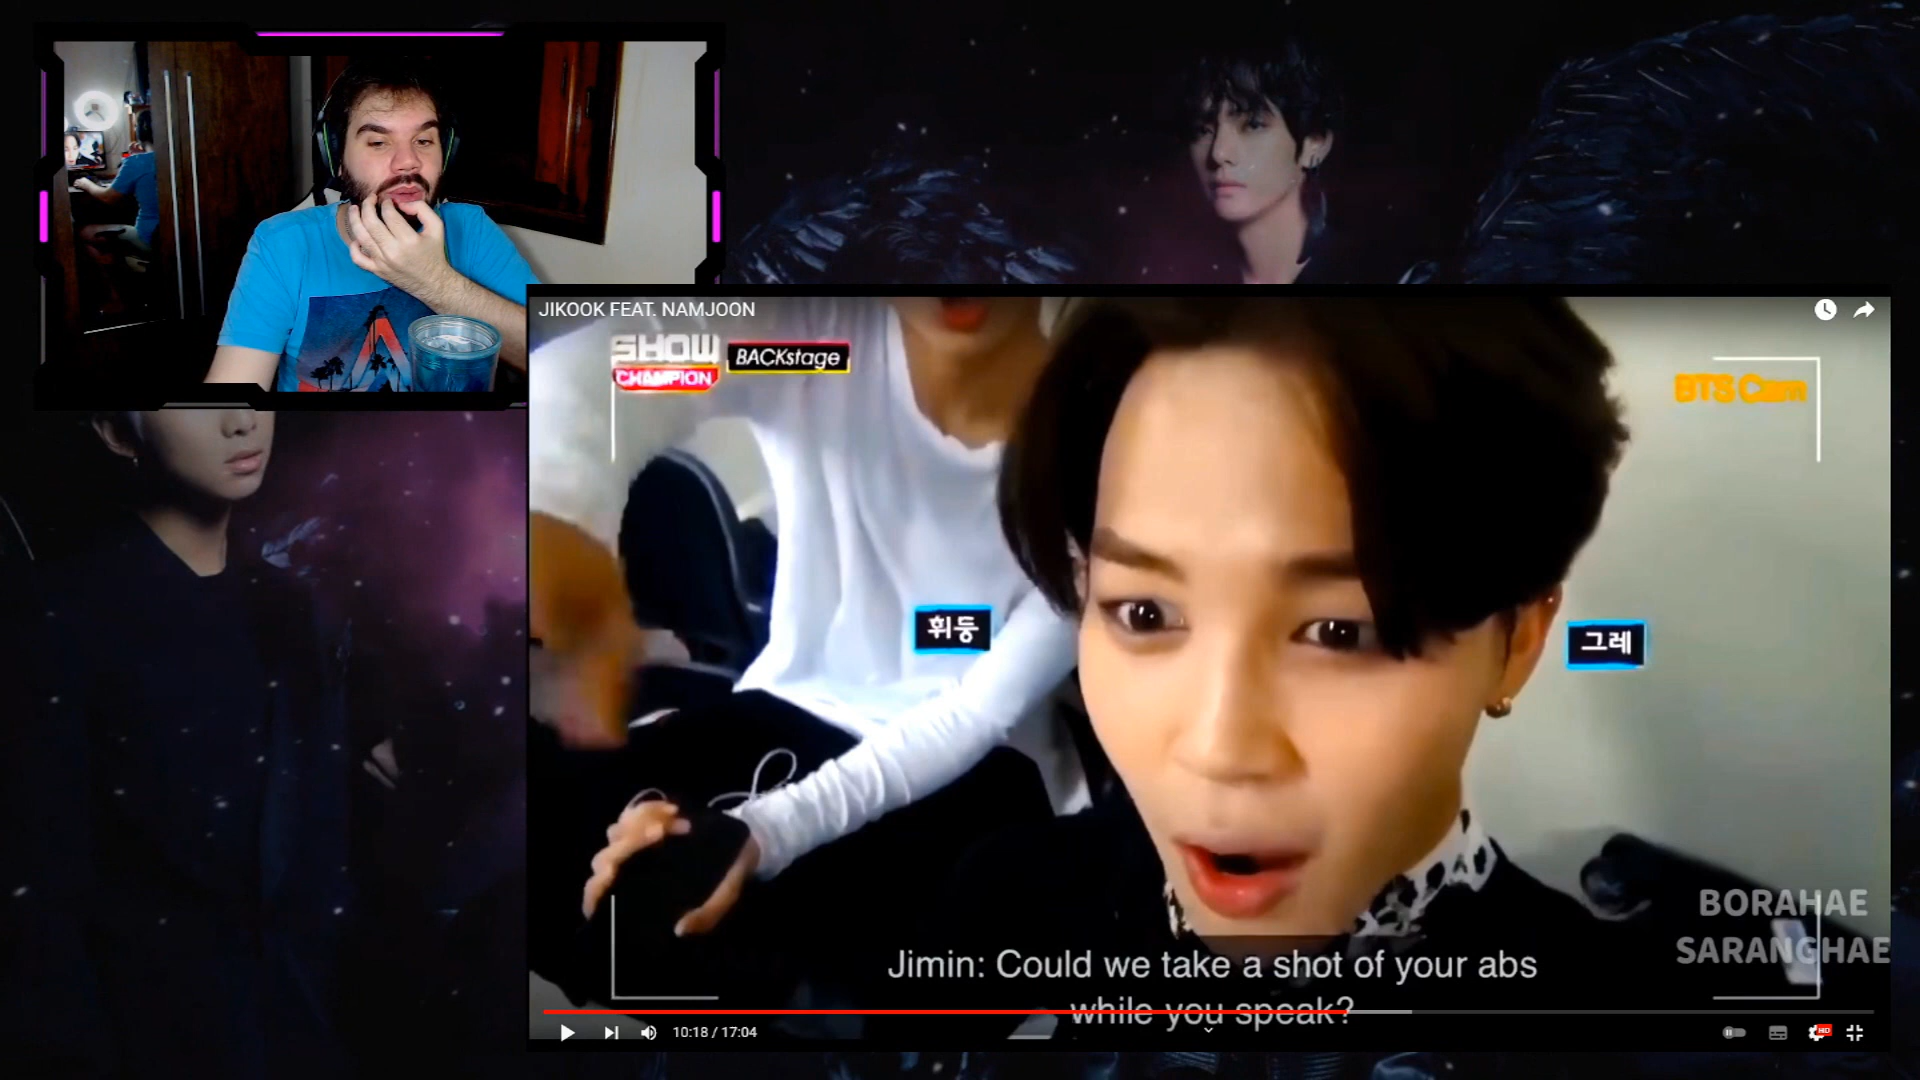 JIKOOK FEAT. NAMJOON
SHOW
CHAMPION
BACKstage
BTS Cam
휘둥
그레
BORAHAE
SARANGHAE
Jimin: Could we take a shot of your abs
while you speak?
10:18 / 17:04
HD